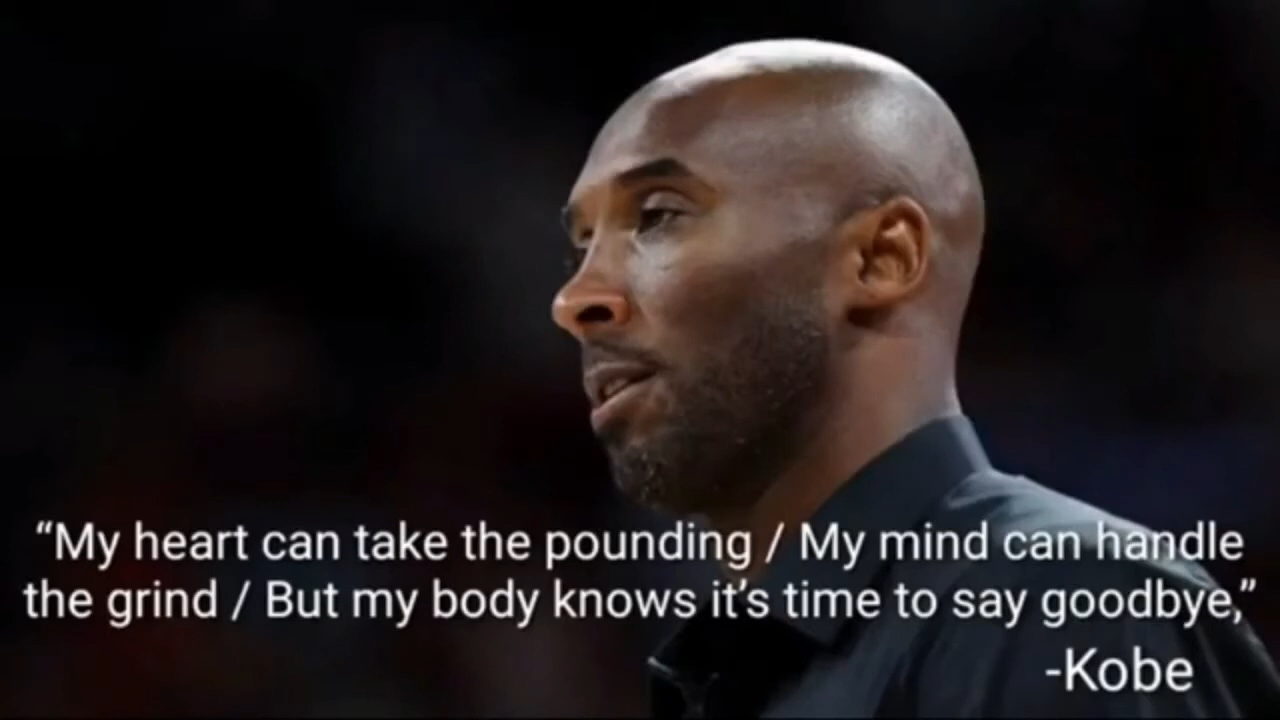 “My heart can take the pounding / My mind can handle
the grind / But my body knows it’s time to say goodbye,”
-Kobe